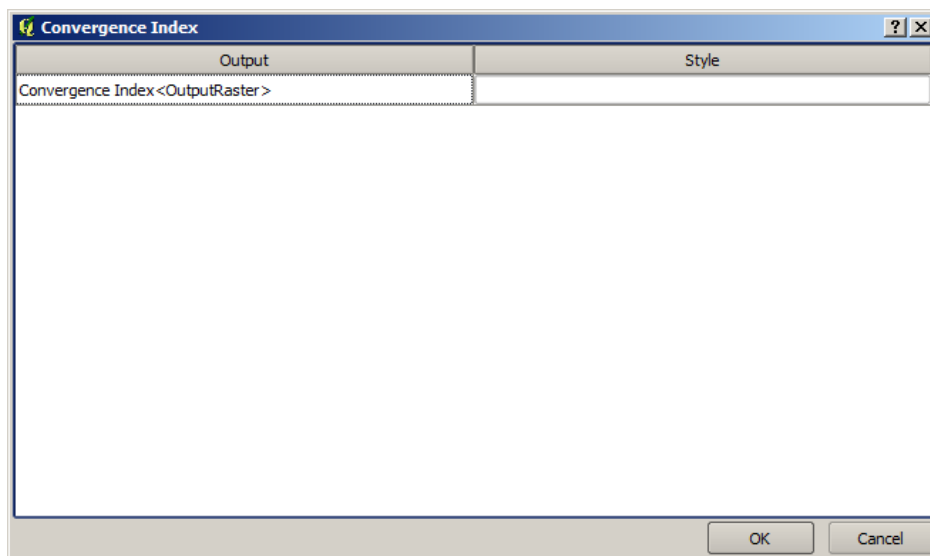 Convergence Index
Output Style
Convergence Index<OutputRaster>
OK Cancel